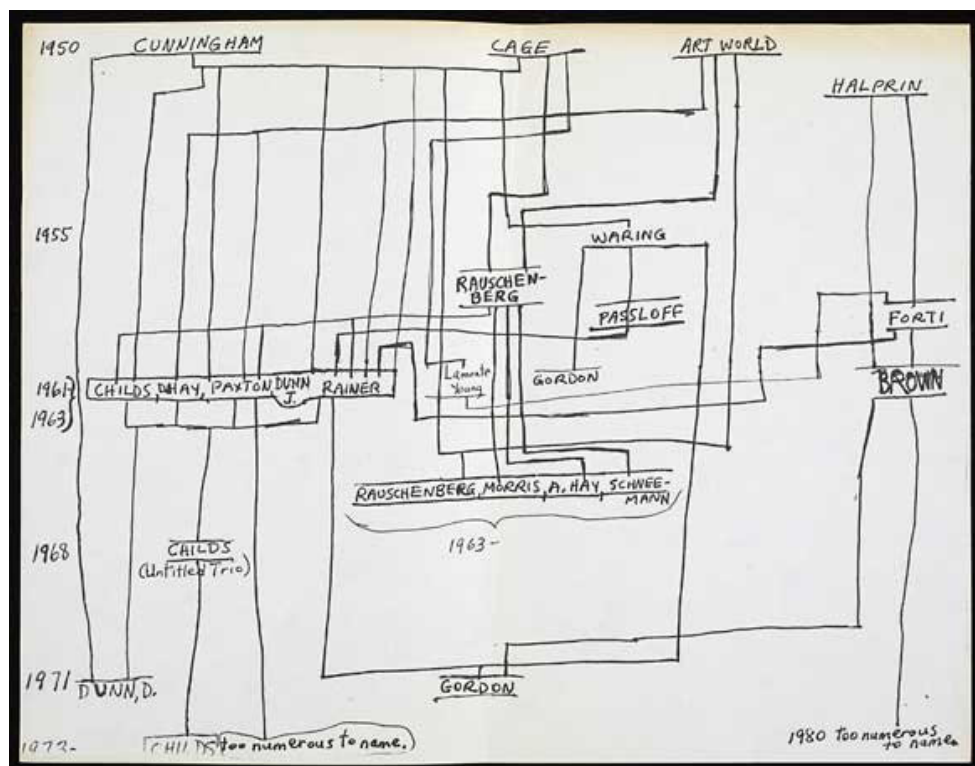 1950 CUNNINGHAM CAGE ART WORLD
HALPRIN
1955
WARING
RAUSCHEN-
BERG
PASSLOFF
FORTI
Lamonte
Young
GORDON
1961-
1963
CHILDS, D.HAY, PAXTON, DUNN
J. RAINER
BROWN
RAUSCHENBERG, MORRIS, A. HAY, SCHNEE-
MANN
1963-
1968
CHILDS
(Untitled Trio)
1971 DUNN, D.
GORDON
CHILDS (too numerous to name.)
1980 too numerous
to name.